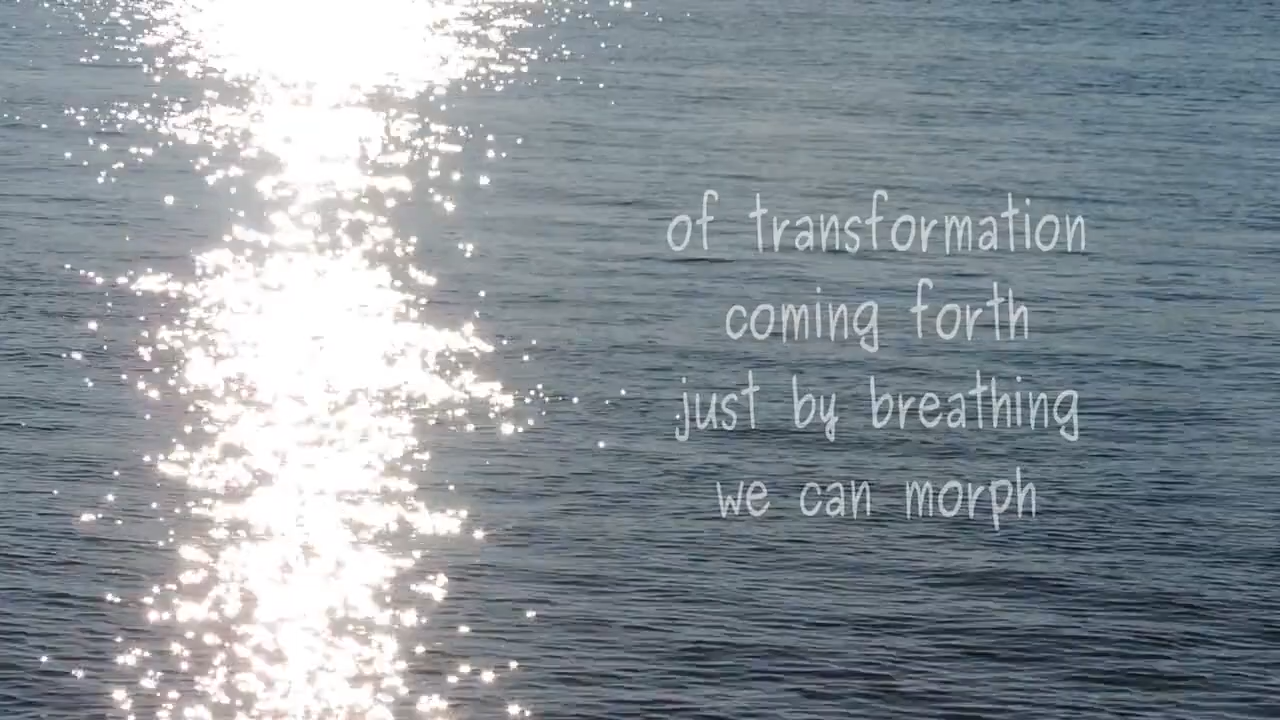 of transformation
coming forth
just by breathing
we can morph